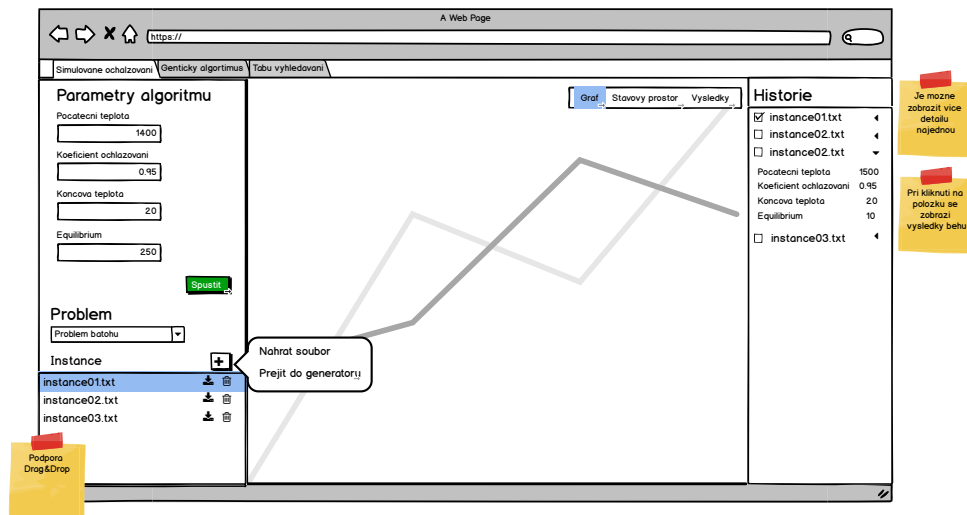 A Web Page
https://
Simulovane ochalzovani
Genticky algortimus
Tabu vyhledavani
Parametry algoritmu
Pocatecni teplota
1400
Koeficient ochlazovani
0.95
Koncova teplota
20
Equilibrium
250
Spustit
Problem
Problem batohu
Instance
+
Nahrat soubor
Prejit do generatoru
instance01.txt
instance02.txt
instance03.txt
Podpora
Drag&Drop
Graf
Stavovy prostor
Vysledky
Historie
instance01.txt
instance02.txt
instance02.txt
Pocatecni teplota 1500
Koeficient ochlazovani 0.95
Koncova teplota 20
Equilibrium 10
instance03.txt
Je mozne
zobrazit vice
detailu
najednou
Pri kliknuti na
polozku se
zobrazi
vysledky behu